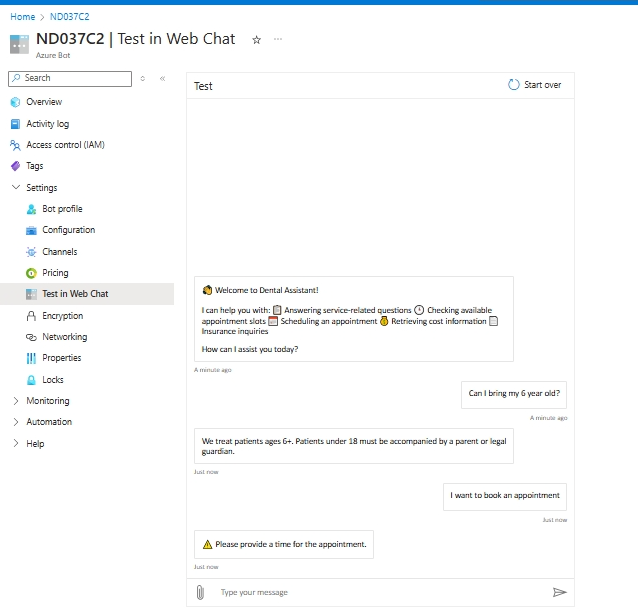 Home > ND037C2
ND037C2 | Test in Web Chat
Azure Bot
Search
Overview
Activity log
Access control (IAM)
Tags
Settings
Bot profile
Configuration
Channels
Pricing
Test in Web Chat
Encryption
Networking
Properties
Locks
Monitoring
Automation
Help
Test
Start over
Welcome to Dental Assistant!
I can help you with: Answering service-related questions Checking available
appointment slots Scheduling an appointment Retrieving cost information
Insurance inquiries
How can I assist you today?
A minute ago
Can I bring my 6 year old?
A minute ago
We treat patients ages 6+. Patients under 18 must be accompanied by a parent or legal
guardian.
Just now
I want to book an appointment
Just now
Please provide a time for the appointment.
Just now
Type your message